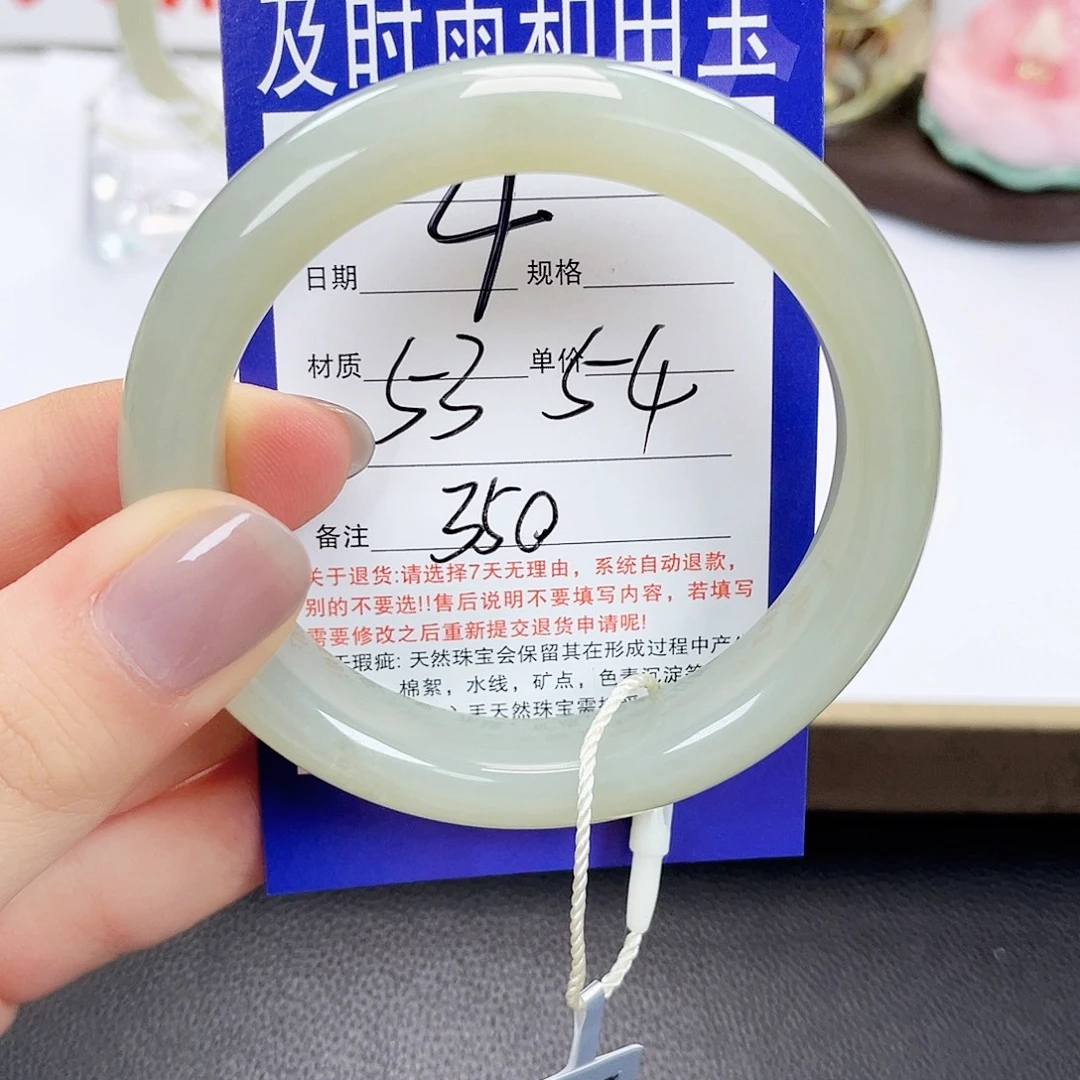 及时雨和田玉
4
日期 规格
材质 53 单价 54
备注 350
关于退货:请选择7天无理由，系统自动退款，
别的不要选!!售后说明不要填写内容，若填写
需要修改之后重新提交退货申请呢!
瑕疵: 天然珠宝会保留其在形成过程中产
棉絮，水线，矿点，色素沉淀等
手天然珠宝需